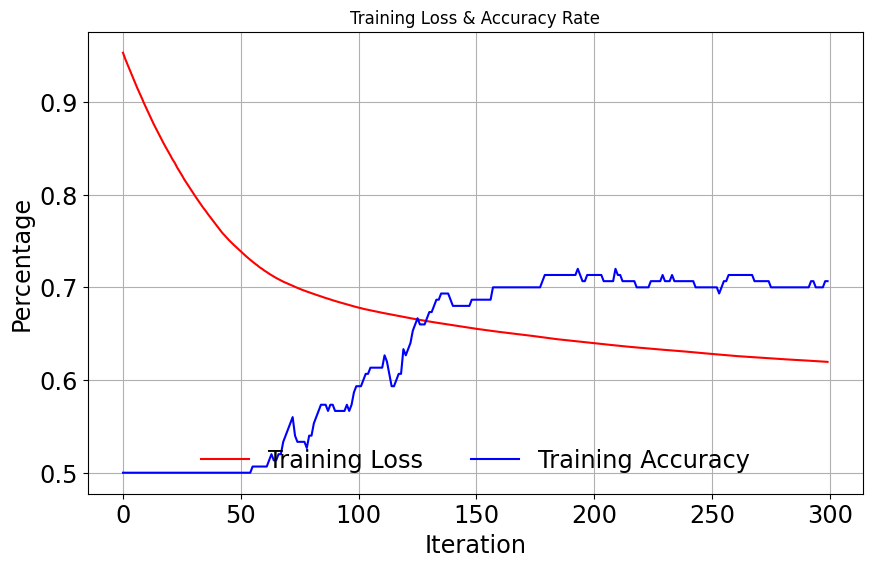 Training Loss & Accuracy Rate
Percentage
0.9
0.8
0.7
0.6
0.5
Training Loss Training Accuracy
0 50 100 150 200 250 300
Iteration